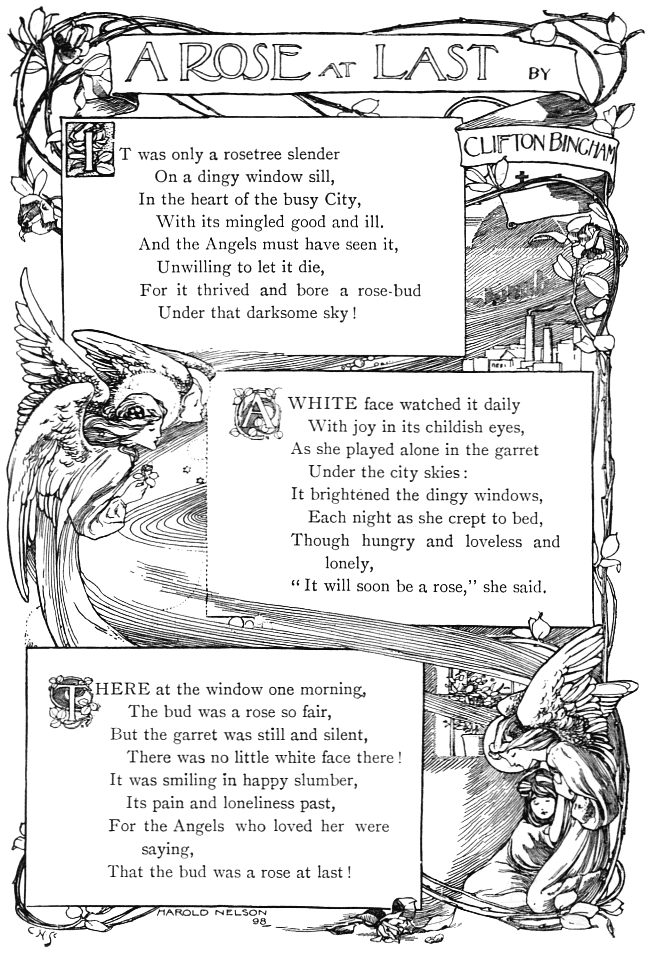 A ROSE AT LAST BY
CLIFTON BINGHAM
IT was only a rosetree slender
On a dingy window sill,
In the heart of the busy City,
With its mingled good and ill.
And the Angels must have seen it,
Unwilling to let it die,
For it thrived and bore a rose-bud
Under that darksome sky!
A WHITE face watched it daily
With joy in its childish eyes,
As she played alone in the garret
Under the city skies:
It brightened the dingy windows,
Each night as she crept to bed,
Though hungry and loveless and
lonely,
“It will soon be a rose,” she said.
THERE at the window one morning,
The bud was a rose so fair,
But the garret was still and silent,
There was no little white face there!
It was smiling in happy slumber,
Its pain and loneliness past,
For the Angels who loved her were
saying,
That the bud was a rose at last!
HAROLD NELSON
98